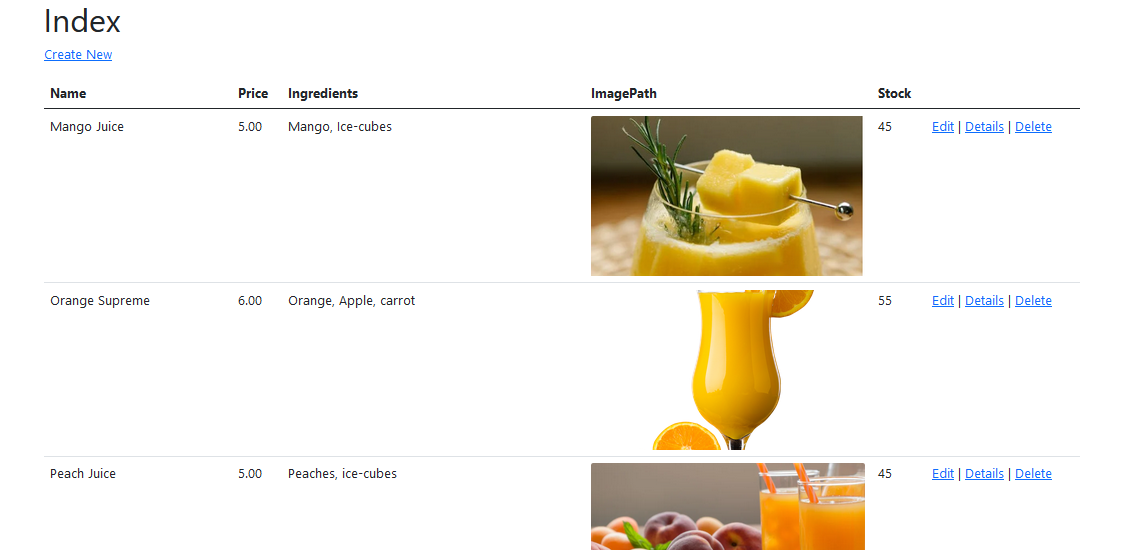 Index
Create New
Name Price Ingredients ImagePath Stock
Mango Juice 5.00 Mango, Ice-cubes 45 Edit | Details | Delete
Orange Supreme 6.00 Orange, Apple, carrot 55 Edit | Details | Delete
Peach Juice 5.00 Peaches, ice-cubes 45 Edit | Details | Delete